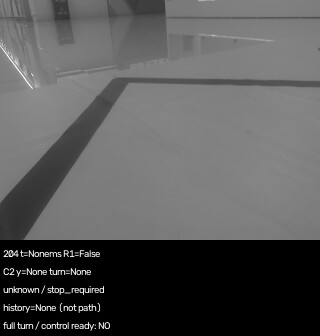 204 t=Nonems R1=False
C2 y=None turn=None
unknown / stop_required
history=None (not path)
full turn / control ready: NO